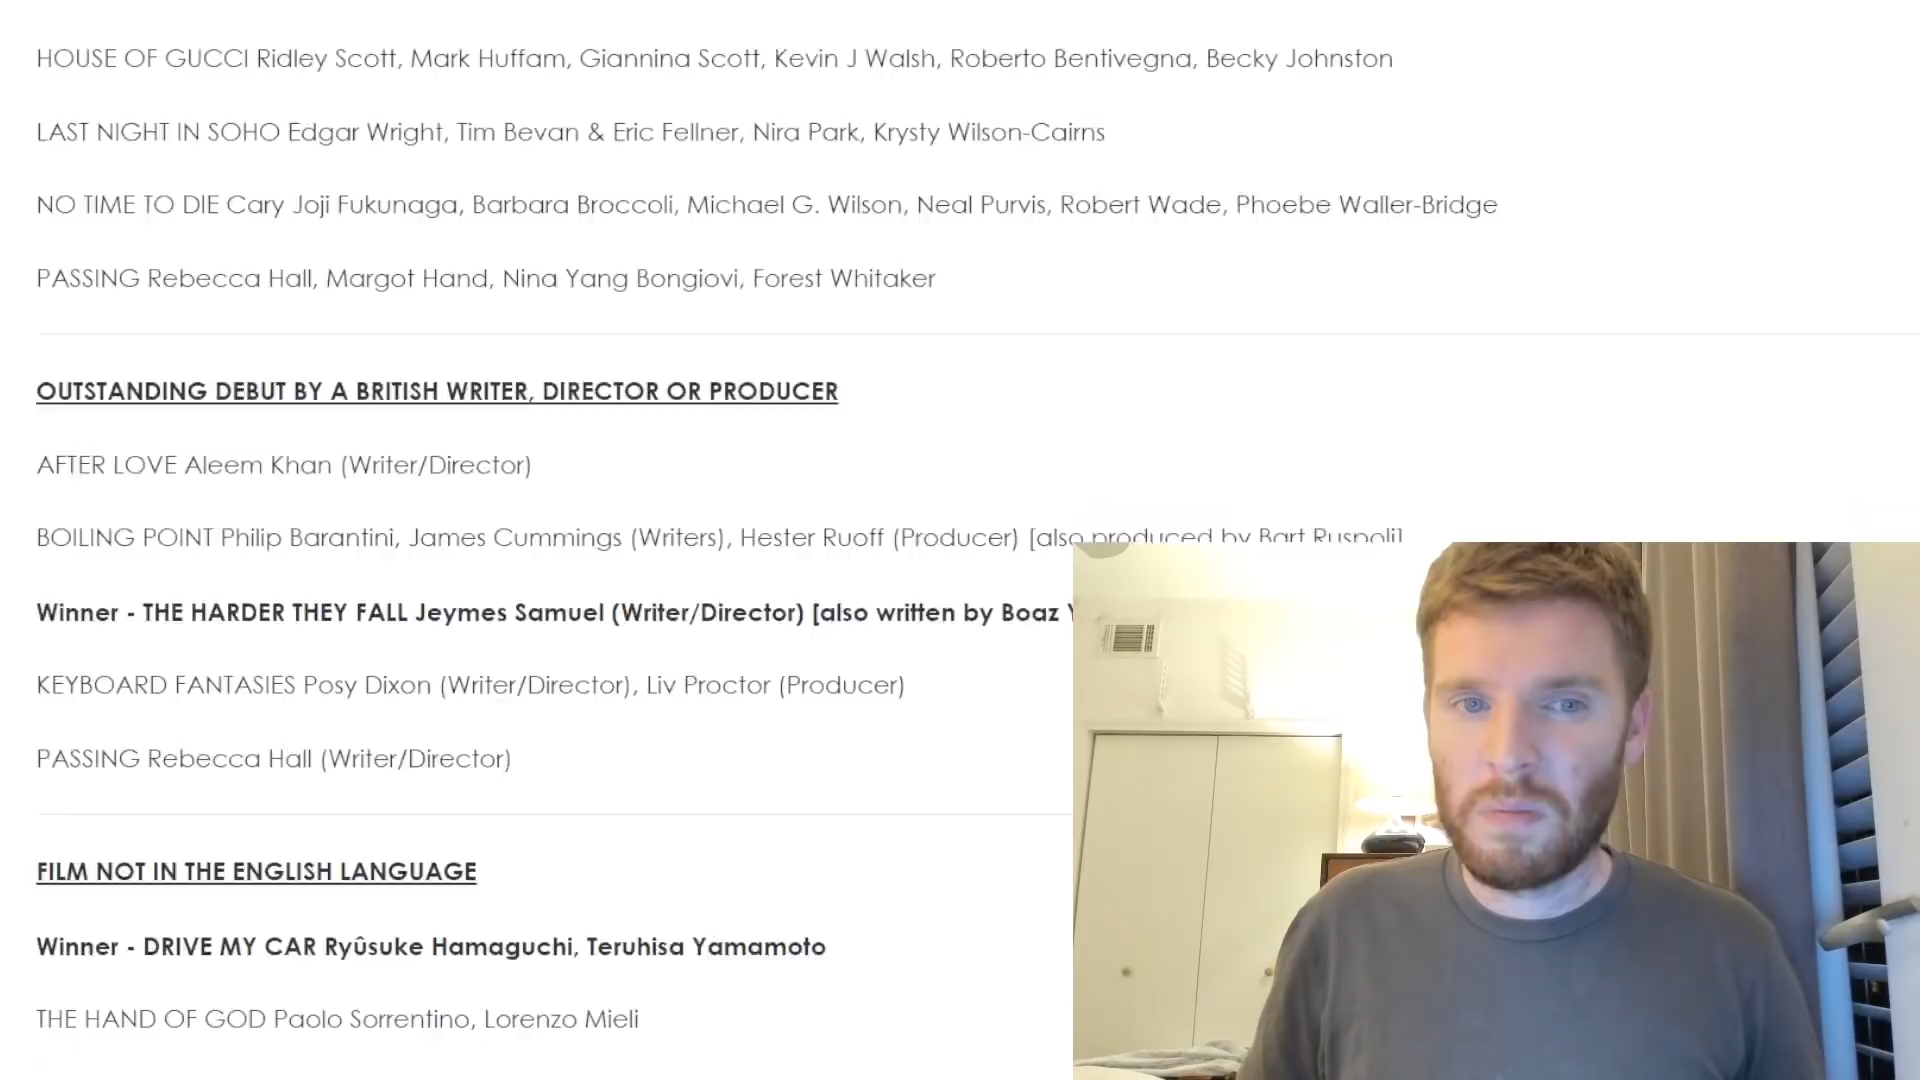 HOUSE OF GUCCI Ridley Scott, Mark Huffam, Giannina Scott, Kevin J Walsh, Roberto Bentivegna, Becky Johnston
LAST NIGHT IN SOHO Edgar Wright, Tim Bevan & Eric Fellner, Nira Park, Krysty Wilson-Cairns
NO TIME TO DIE Cary Joji Fukunaga, Barbara Broccoli, Michael G. Wilson, Neal Purvis, Robert Wade, Phoebe Waller-Bridge
PASSING Rebecca Hall, Margot Hand, Nina Yang Bongiovi, Forest Whitaker
OUTSTANDING DEBUT BY A BRITISH WRITER, DIRECTOR OR PRODUCER
AFTER LOVE Aleem Khan (Writer/Director)
BOILING POINT Philip Barantini, James Cummings (Writers), Hester Ruoff (Producer) [also produced by Bart Ruspoli]
Winner - THE HARDER THEY FALL Jeymes Samuel (Writer/Director) [also written by Boaz
KEYBOARD FANTASIES Posy Dixon (Writer/Director), Liv Proctor (Producer)
PASSING Rebecca Hall (Writer/Director)
FILM NOT IN THE ENGLISH LANGUAGE
Winner - DRIVE MY CAR Ryûsuke Hamaguchi, Teruhisa Yamamoto
THE HAND OF GOD Paolo Sorrentino, Lorenzo Mieli